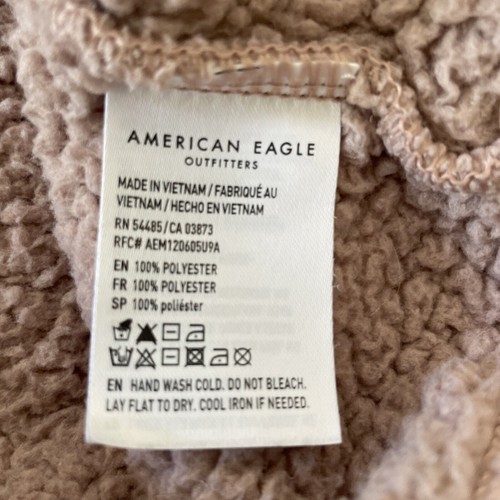 AMERICAN EAGLE
OUTFITTERS
MADE IN VIETNAM / FABRIQUÉ AU
VIETNAM / HECHO EN VIETNAM
RN 54485/CA 03873
RFC# AEM120605U9A
EN 100% POLYESTER
FR 100% POLYESTER
SP 100% poliéster
EN HAND WASH COLD. DO NOT BLEACH.
LAY FLAT TO DRY. COOL IRON IF NEEDED.